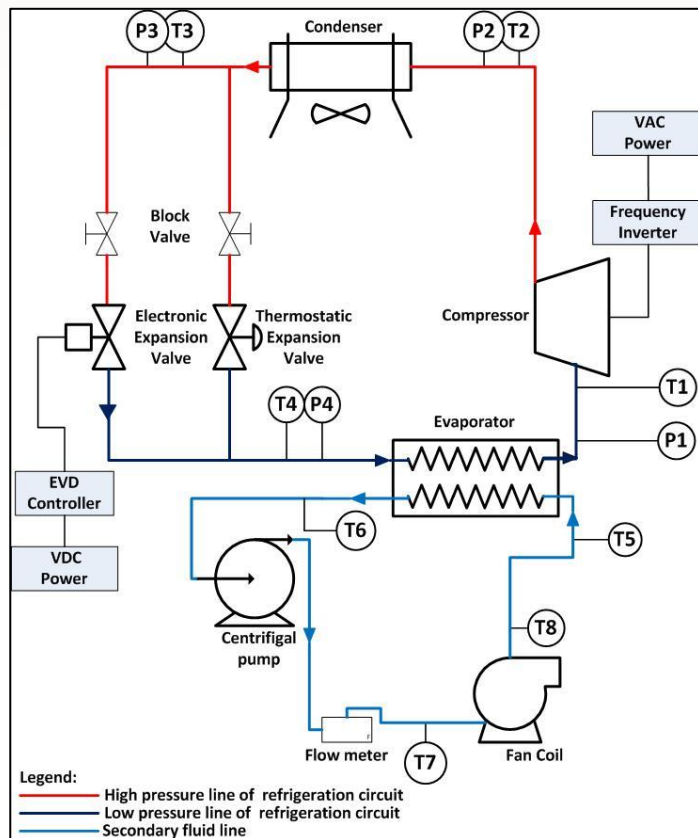 P3
T3
Condenser
P2
T2
VAC
Power
Frequency
Inverter
Block
Valve
Electronic
Expansion
Valve
Thermostatic
Expansion
Valve
Compressor
T1
P1
T4
P4
Evaporator
EVD
Controller
VDC
Power
T6
T5
Centrifigal
pump
T8
Flow meter
F
T7
Fan Coil
Legend:
High pressure line of refrigeration circuit
Low pressure line of refrigeration circuit
Secondary fluid line